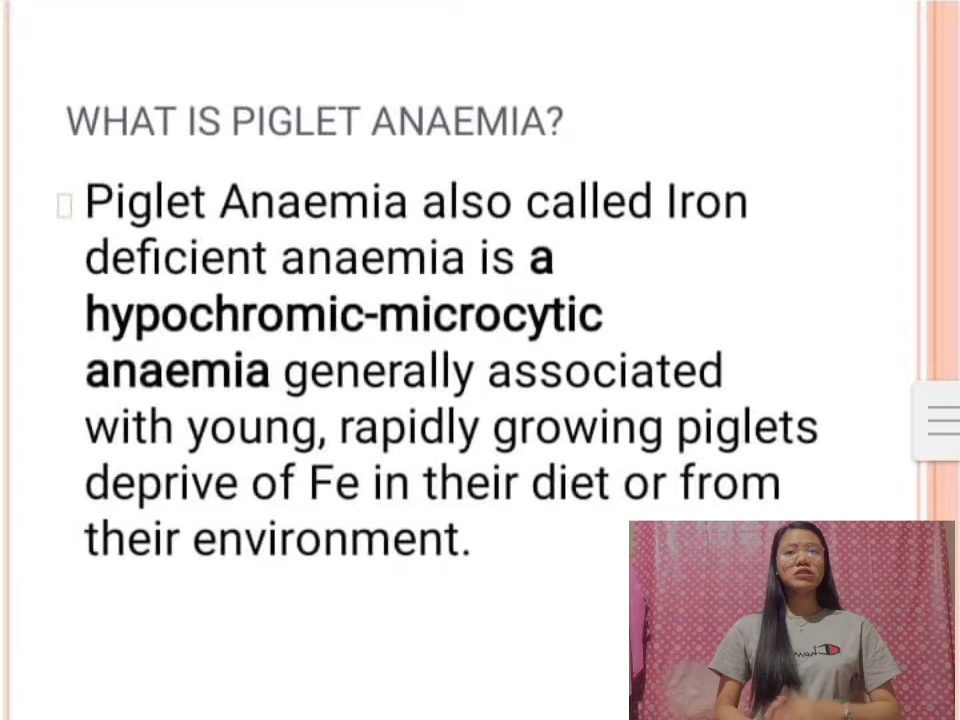 WHAT IS PIGLET ANAEMIA?
Piglet Anaemia also called Iron
deficient anaemia is a
hypochromic-microcytic
anaemia generally associated
with young, rapidly growing piglets
deprive of Fe in their diet or from
their environment.
Champion